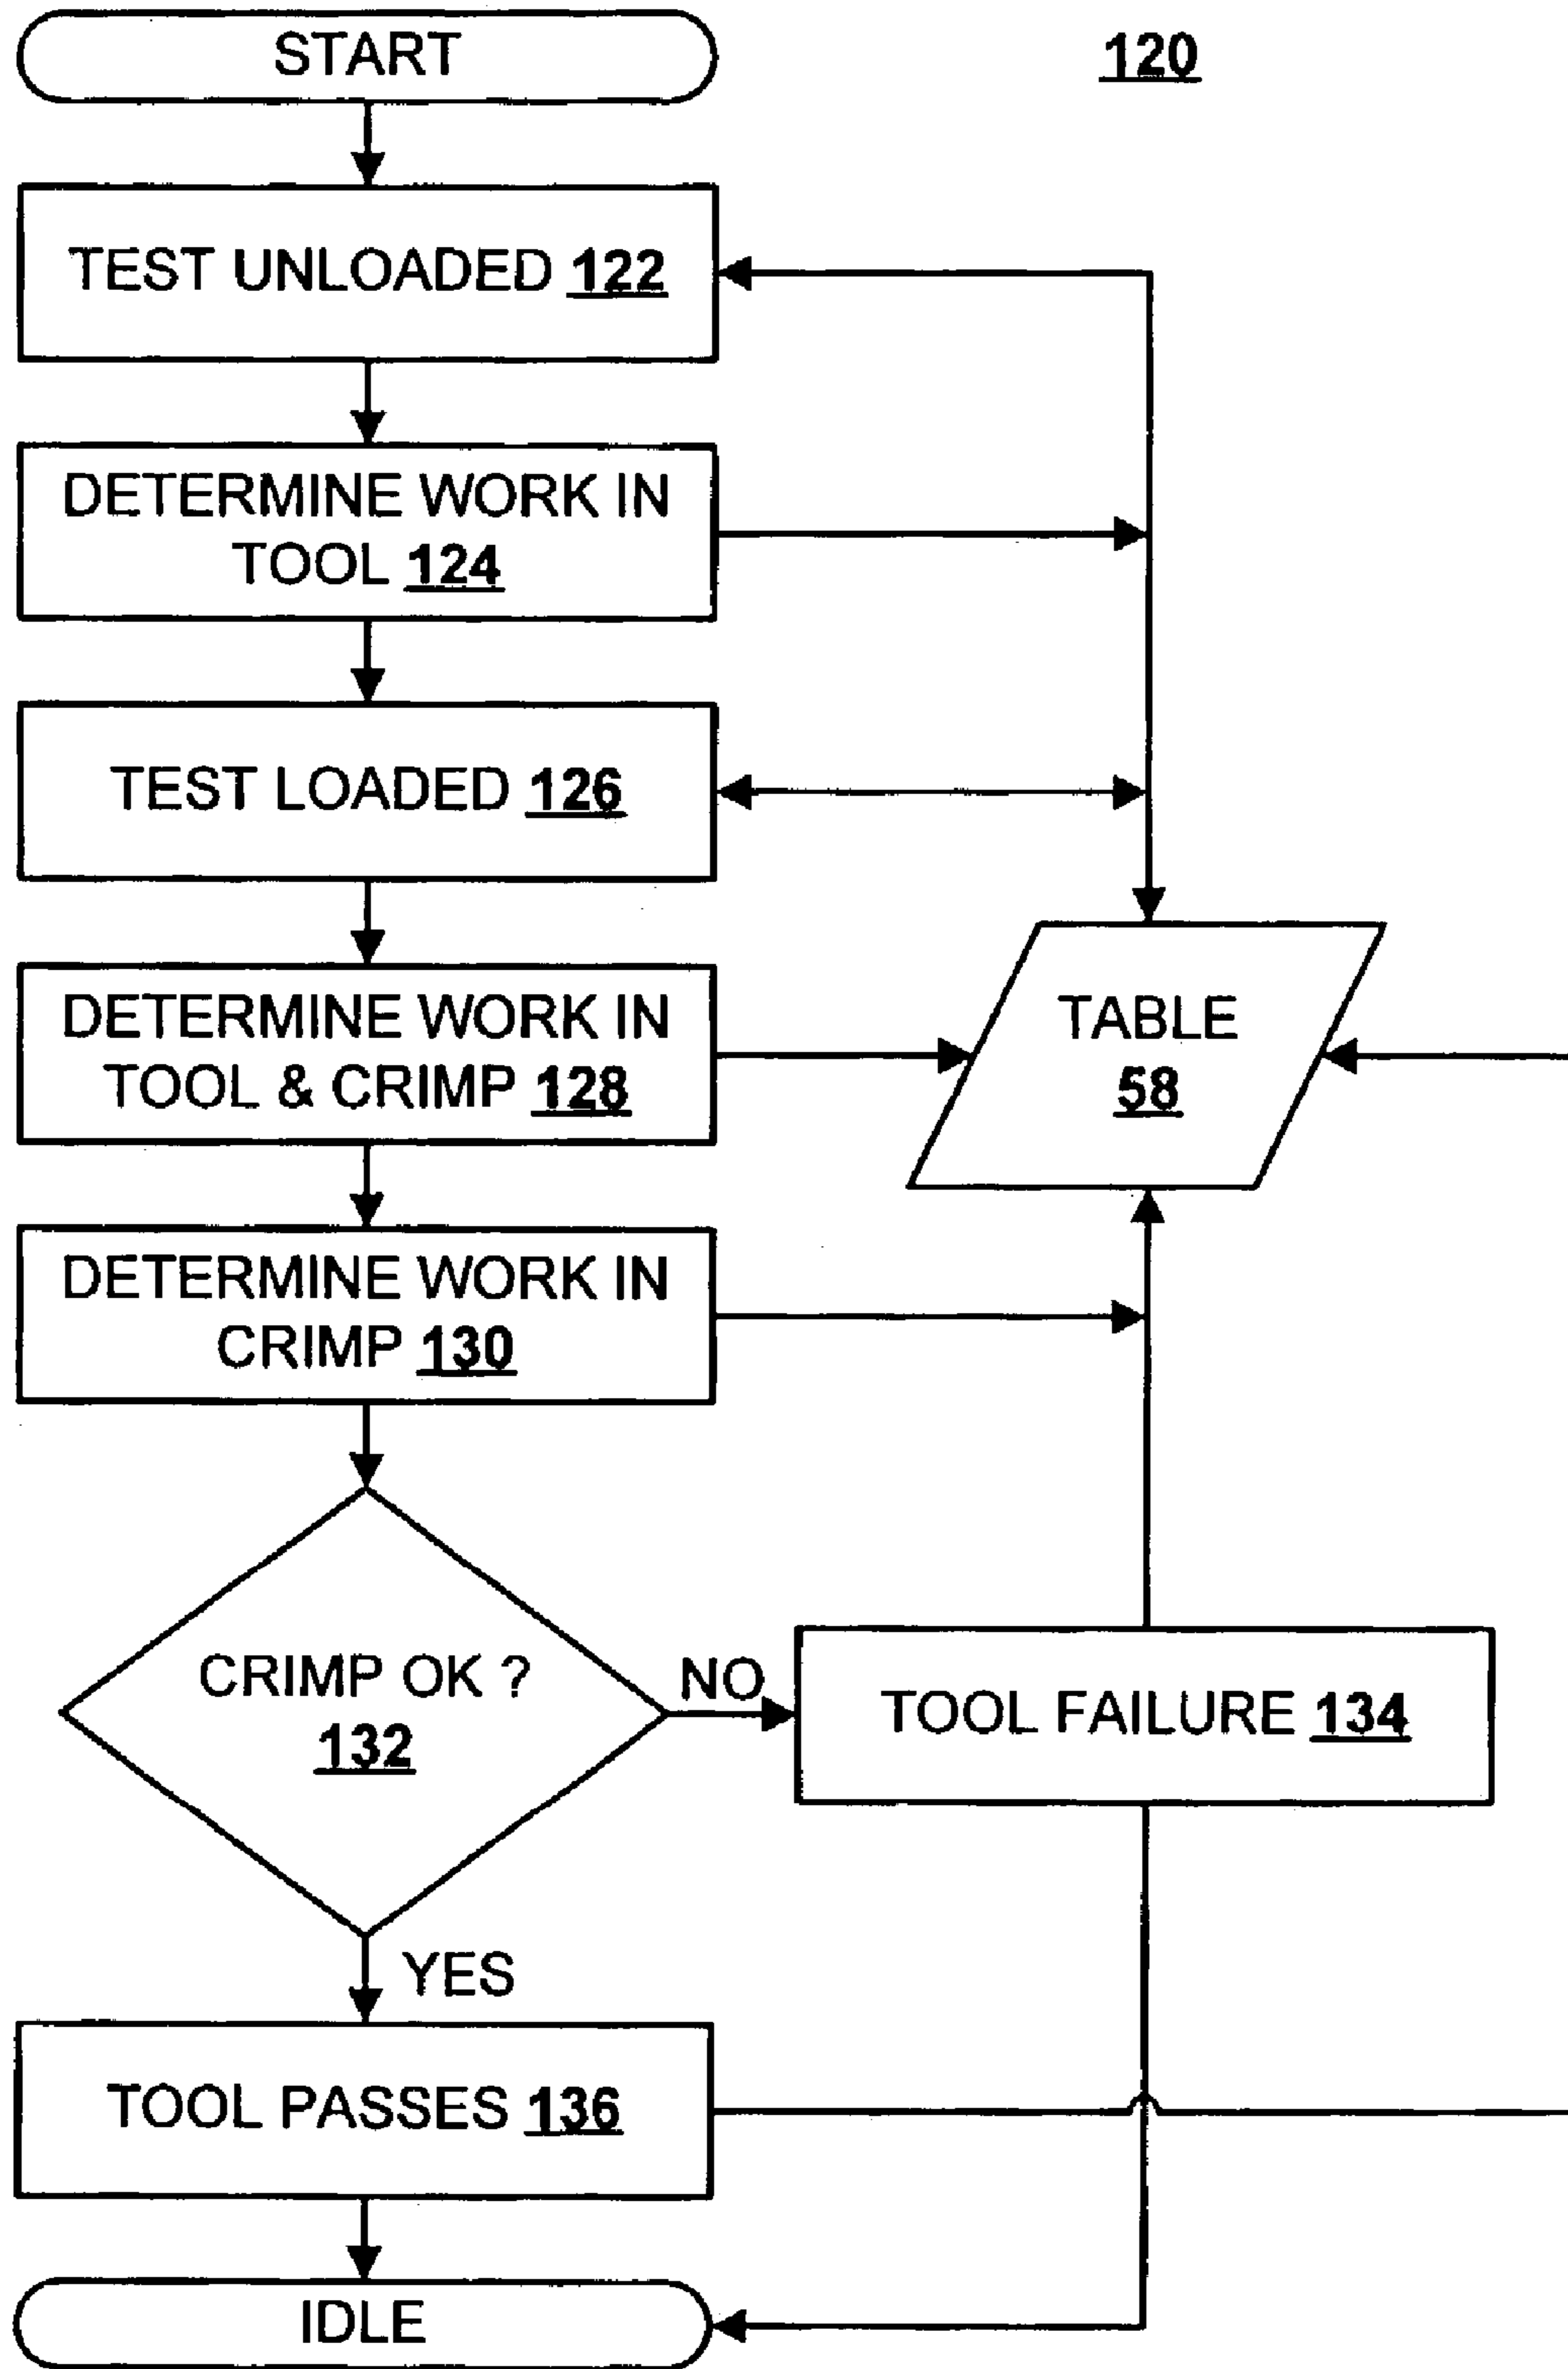 START
120
TEST UNLOADED 122
DETERMINE WORK IN
TOOL 124
TEST LOADED 126
DETERMINE WORK IN
TOOL & CRIMP 128
TABLE
58
DETERMINE WORK IN
CRIMP 130
CRIMP OK ?
132
NO
TOOL FAILURE 134
YES
TOOL PASSES 136
IDLE